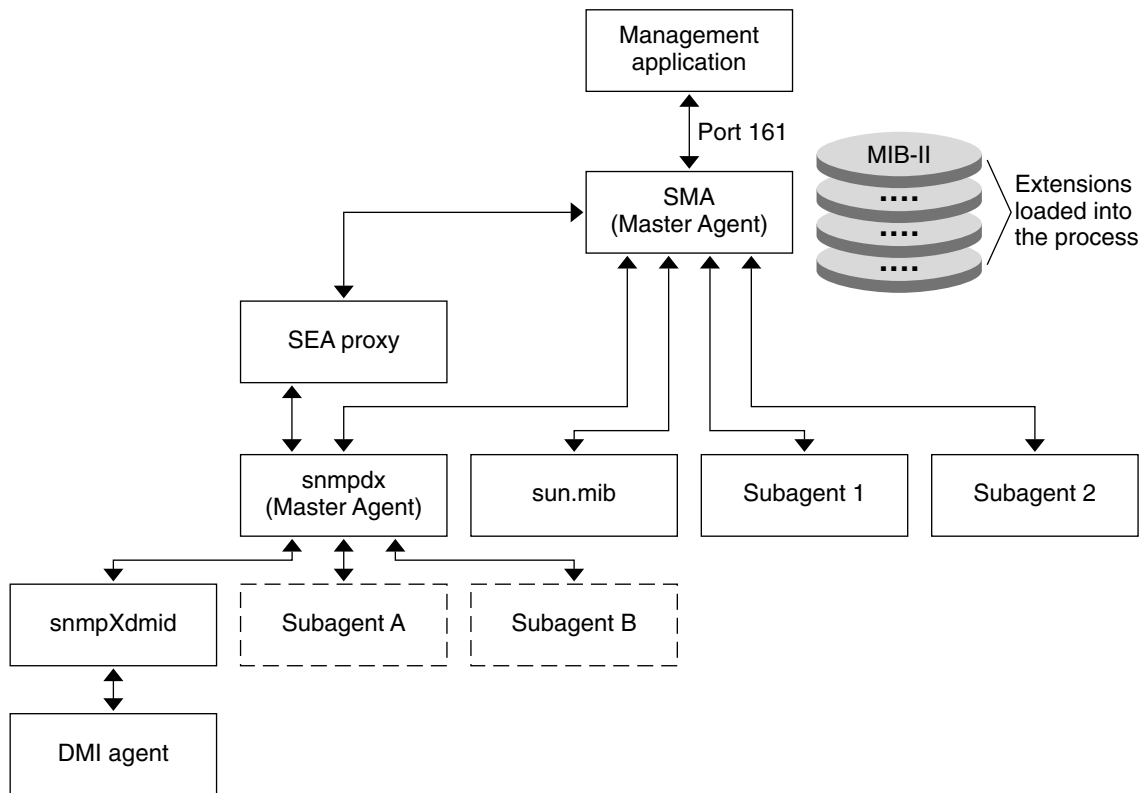 Management
application
Port 161
MIB-II
SMA
(Master Agent)
....
....
....
Extensions
loaded into
the process
SEA proxy
snmpdx
(Master Agent)
sun.mib
Subagent 1
Subagent 2
snmpXdmid
Subagent A
Subagent B
DMI agent